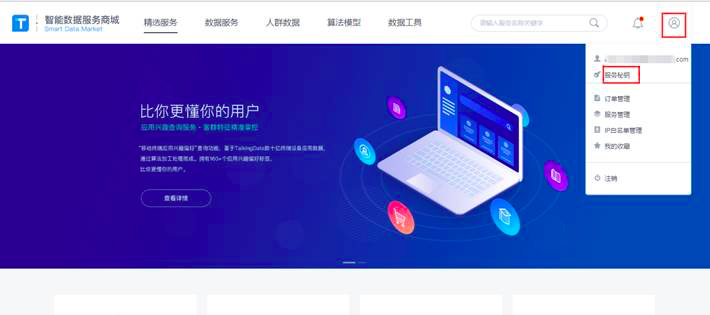 智能数据服务商城
Smart Data Market
精选服务
数据服务
人群数据
算法模型
数据工具
请输入服务名称关键字
.com
服务秘钥
订单管理
服务管理
IP白名单管理
我的收藏
注销
比你更懂你的用户
应用兴趣查询服务·客群特征精准掌控
“移动终端应用兴趣偏好”查询功能，基于TalkingData数十亿终端设备应用数据，
通过算法加工处理而成。拥有160+个应用兴趣偏好标签，
比你更懂你的用户。
查看详情